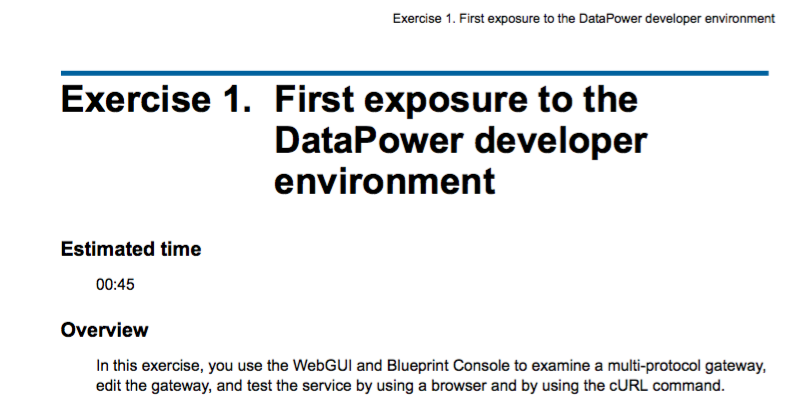 Exercise 1. First exposure to the DataPower developer environment
Exercise 1. First exposure to the
DataPower developer
environment
Estimated time
00:45
Overview
In this exercise, you use the WebGUI and Blueprint Console to examine a multi-protocol gateway,
edit the gateway, and test the service by using a browser and by using the cURL command.